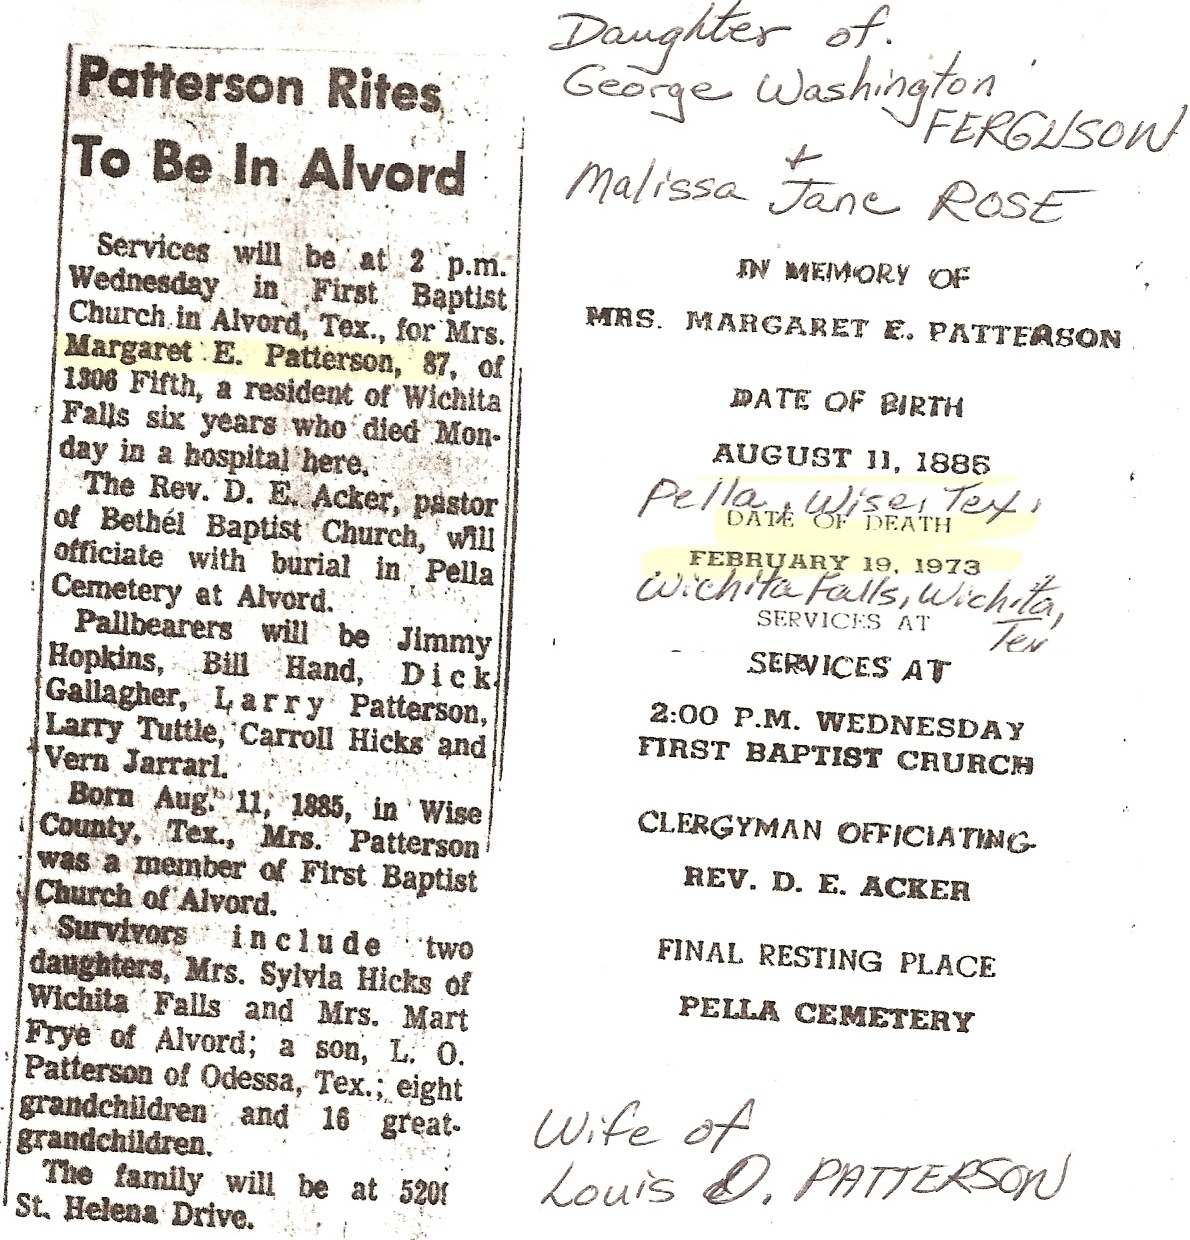 Patterson Rites
To Be In Alvord
Services will be at 2 p.m.
Wednesday in First Baptist
Church in Alvord, Tex., for Mrs.
Margaret E. Patterson, 87, of
1306 Fifth, a resident of Wichita
Falls six years who died Mon-
day in a hospital here.
The Rev. D. E. Acker, pastor
of Bethel Baptist Church, will
officiate with burial in Pella
Cemetery at Alvord.
Pallbearers will be Jimmy
Hopkins, Bill Hand, Dick
Gallagher, Larry Patterson,
Larry Tuttle, Carroll Hicks and
Vern
Born Aug. 11, 1885, in Wise
County, Tex., Mrs. Patterson
was a member of First Baptist
Church of Alvord.
Survivors include two
daughters, Mrs. Sylvia Hicks of
Wichita Falls and Mrs. Mart
Frye of Alvord; a son, L. O.
Patterson of Odessa, Tex.; eight
grandchildren and 16 great-
grandchildren.
The family will be at
St. Helena Drive.
Daughter of.
George Washington
FERGUSON
+
Malissa Jane ROSE
IN MEMORY OF
MRS. MARGARET E. PATTERSON
DATE OF BIRTH
AUGUST 11, 1885
Pella, Wise, Tex,
DATE OF DEATH
FEBRUARY 19, 1973
Wichita Falls, Wichita,
Tex
SERVICES AT
SERVICES AT
2:00 P.M. WEDNESDAY
FIRST BAPTIST CHURCH
CLERGYMAN OFFICIATING
REV. D. E. ACKER
FINAL RESTING PLACE
PELLA CEMETERY
Wife of
Louis O. PATTERSON